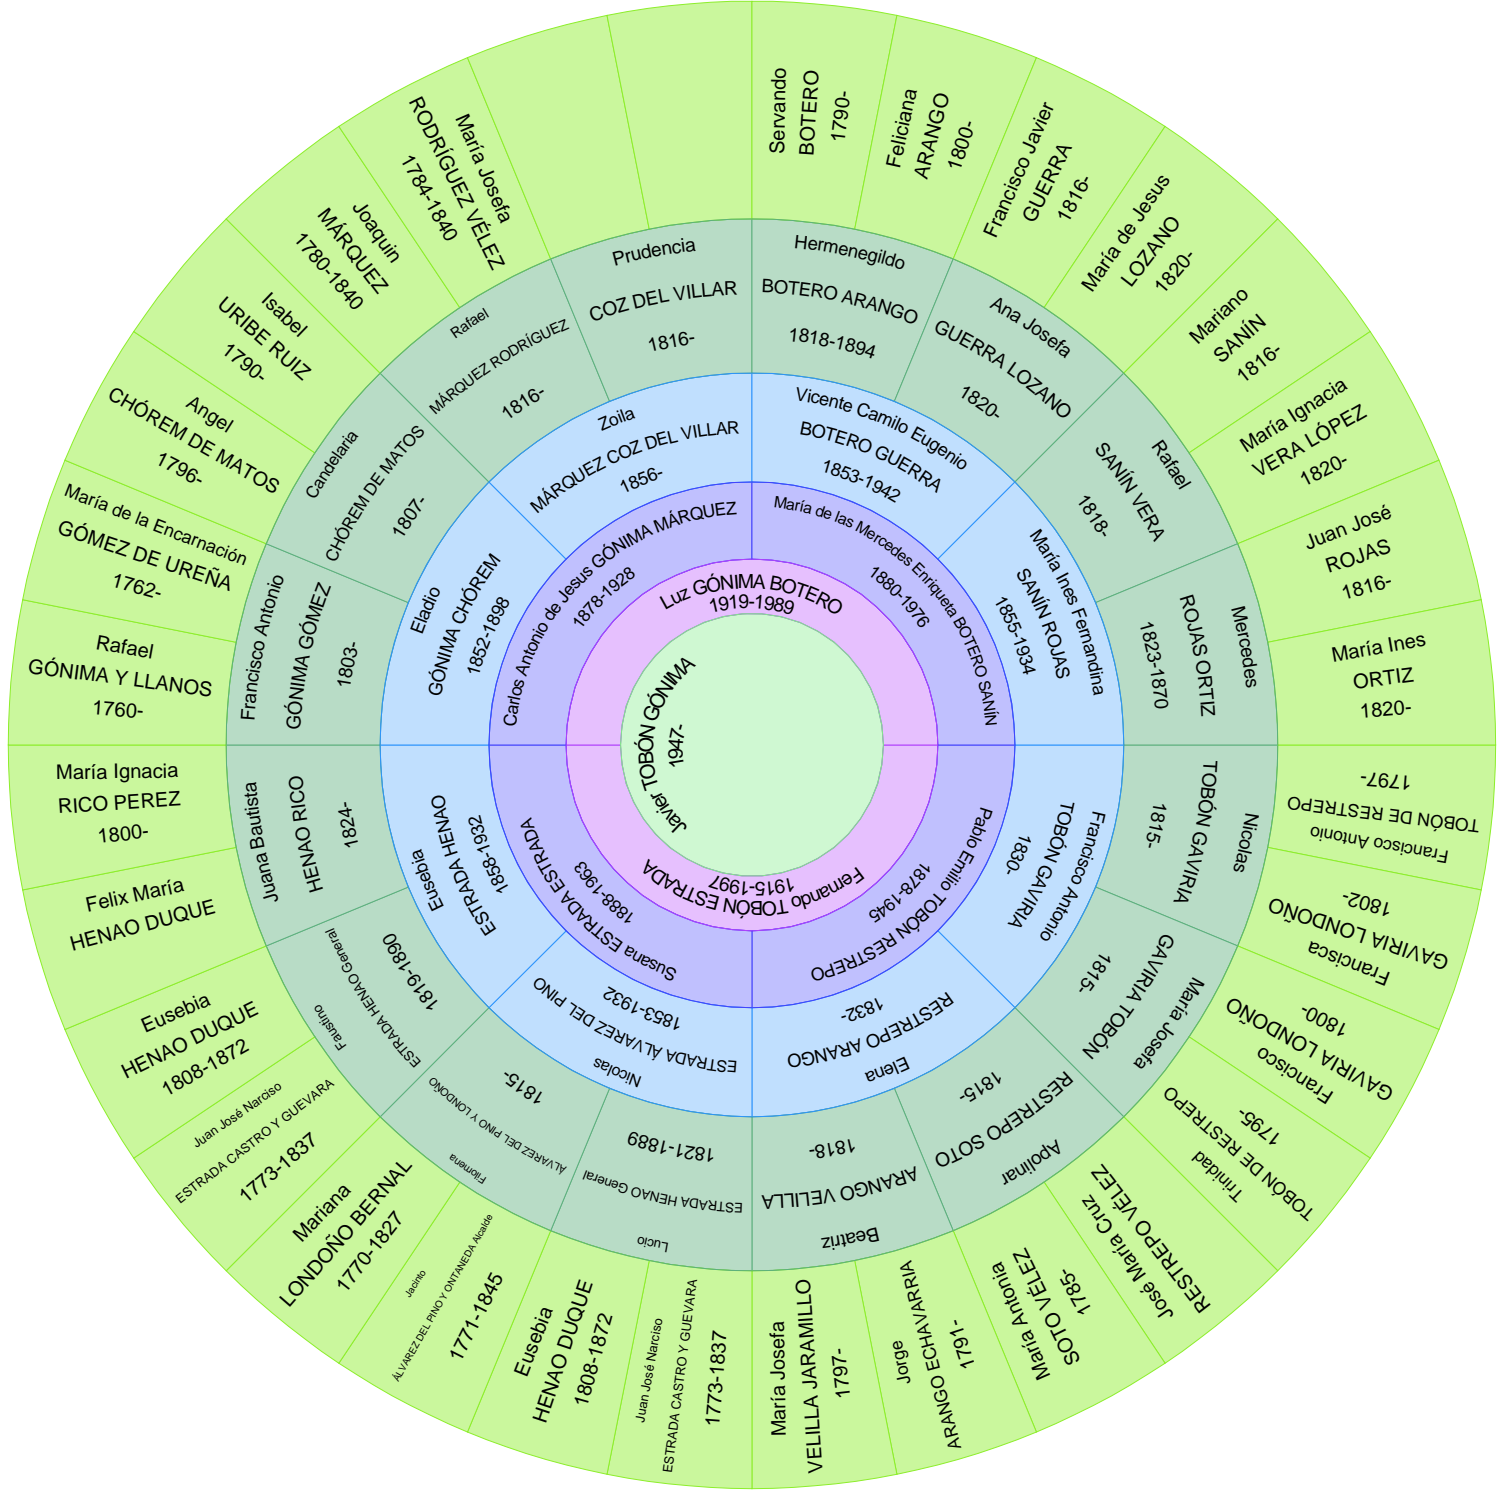 Javier TOBÓN GÓNIMA
1947-
Luz GÓNIMA BOTERO
1919-1989
Fernando TOBÓN ESTRADA
1915-1997
Carlos Antonio de Jesus GÓNIMA MÁRQUEZ
1878-1928
María de las Mercedes Enriqueta BOTERO SANÍN
1880-1976
Pablo Emilio TOBÓN RESTREPO
1878-1945
Susana ESTRADA ESTRADA
1888-1963
Eladio
GÓNIMA CHÓREM
1852-1898
Zoila
MÁRQUEZ COZ DEL VILLAR
1856-
Vicente Camilo Eugenio
BOTERO GUERRA
1853-1942
María Ines Fernandina
SANÍN ROJAS
1855-1934
Francisco Antonio
TOBÓN GAVIRIA
1830-
Elena
RESTREPO ARANGO
1832-
Nicolas
ESTRADA ÁLVAREZ DEL PINO
1853-1932
Eusebia
ESTRADA HENAO
1858-1932
Francisco Antonio
GÓNIMA GÓMEZ
1803-
Candelaria
CHÓREM DE MATOS
1807-
Rafael
MÁRQUEZ RODRÍGUEZ
1816-
Prudencia
COZ DEL VILLAR
1816-
Hermenegildo
BOTERO ARANGO
1818-1894
Ana Josefa
GUERRA LOZANO
1820-
Rafael
SANÍN VERA
1818-
Mercedes
ROJAS ORTIZ
1823-1870
Nicolas
TOBÓN GAVIRIA
1815-
María Josefa
GAVIRIA TOBÓN
1815-
Apolinar
RESTREPO SOTO
1815-
Beatriz
ARANGO VELILLA
1818-
Lucio
ESTRADA HENAO General
1821-1889
Filomena
ÁLVAREZ DEL PINO Y LONDOÑO
1815-
Faustino
ESTRADA HENAO General
1819-1890
Juana Bautista
HENAO RICO
1824-
Rafael
GÓNIMA Y LLANOS
1760-
María de la Encarnación
GÓMEZ DE UREÑA
1762-
Angel
CHÓREM DE MATOS
1796-
Isabel
URIBE RUIZ
1790-
Joaquin
MÁRQUEZ
1780-1840
María Josefa
RODRÍGUEZ VÉLEZ
1784-1840
Servando
BOTERO
1790-
Feliciana
ARANGO
1800-
Francisco Javier
GUERRA
1816-
María de Jesus
LOZANO
1820-
Mariano
SANÍN
1816-
María Ignacia
VERA LÓPEZ
1820-
Juan José
ROJAS
1816-
María Ines
ORTIZ
1820-
Francisco Antonio
TOBÓN DE RESTREPO
1797-
Francisca
GAVIRIA LONDOÑO
1802-
Francisco
GAVIRIA LONDOÑO
1800-
Trinidad
TOBÓN DE RESTREPO
1795-
José María Cruz
RESTREPO VÉLEZ
María Antonia
SOTO VÉLEZ
1785-
Jorge
ARANGO ECHAVARRIA
1791-
María Josefa
VELILLA JARAMILLO
1797-
Juan José Narciso
ESTRADA CASTRO Y GUEVARA
1773-1837
Eusebia
HENAO DUQUE
1808-1872
Jacinto
ÁLVAREZ DEL PINO Y ONTANEDA Alcalde
1771-1845
Mariana
LONDOÑO BERNAL
1770-1827
Juan José Narciso
ESTRADA CASTRO Y GUEVARA
1773-1837
Eusebia
HENAO DUQUE
1808-1872
Felix María
HENAO DUQUE
María Ignacia
RICO PEREZ
1800-